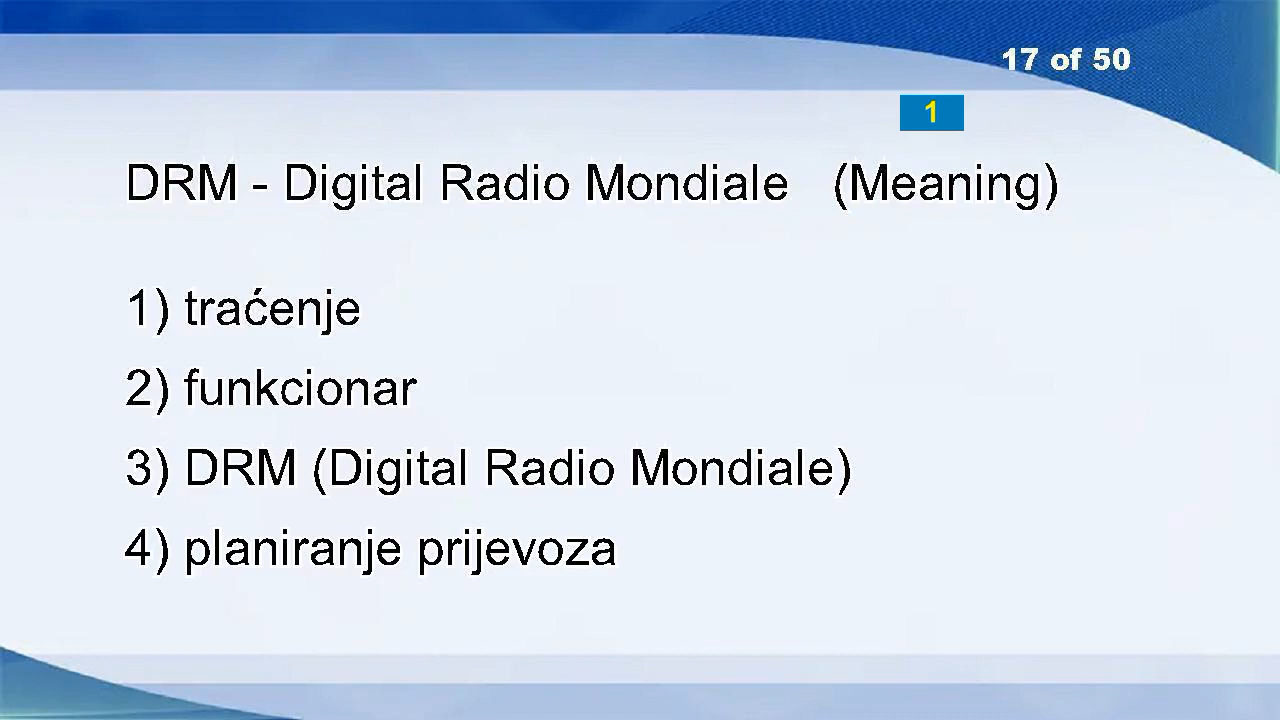 17 of 50
1
DRM - Digital Radio Mondiale (Meaning)
1) traćenje
2) funkcionar
3) DRM (Digital Radio Mondiale)
4) planiranje prijevoza